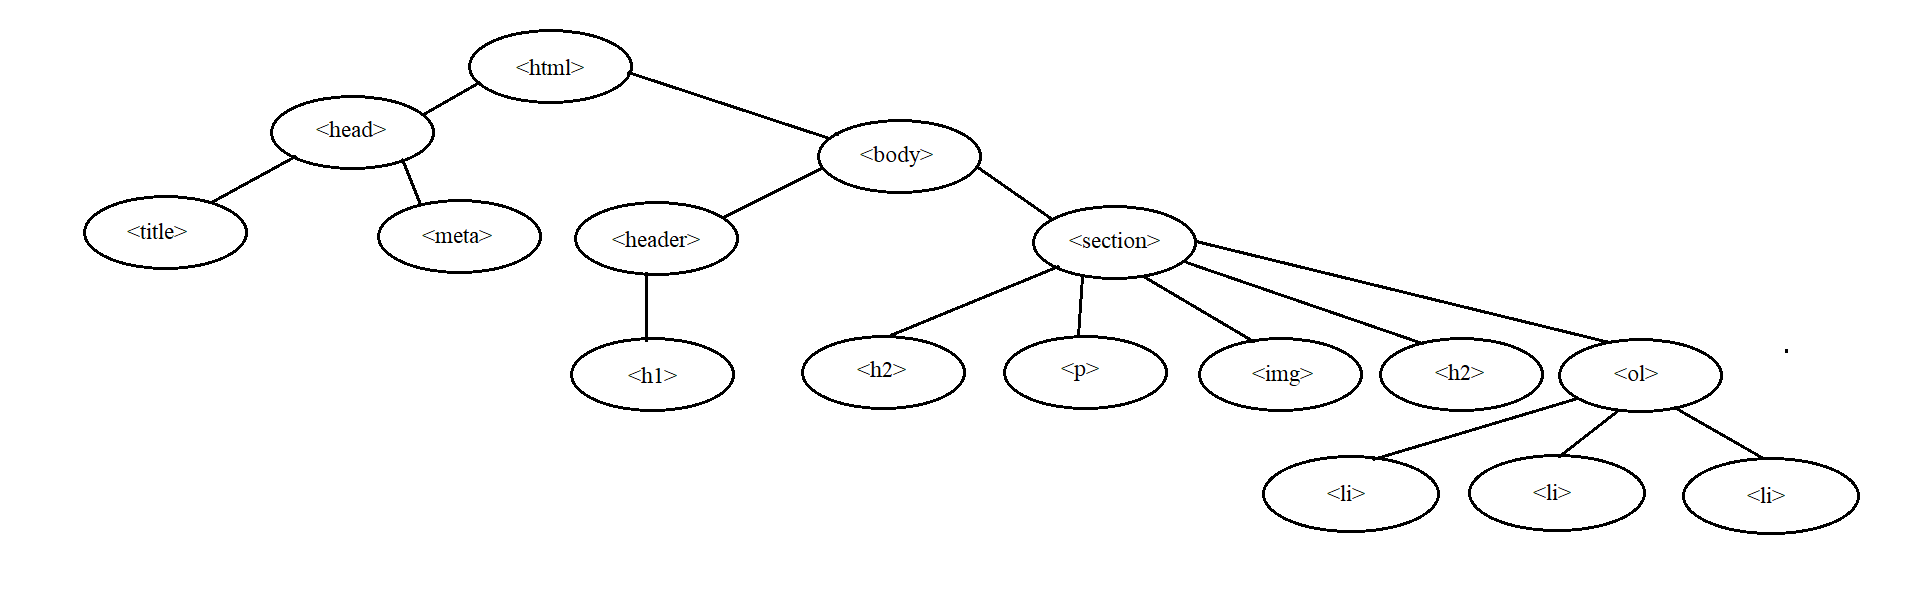 <html>
<head>
<body>
<title>
<meta>
<header>
<section>
<h1>
<h2>
<p>
<img>
<h2>
<ol>
<li>
<li>
<li>